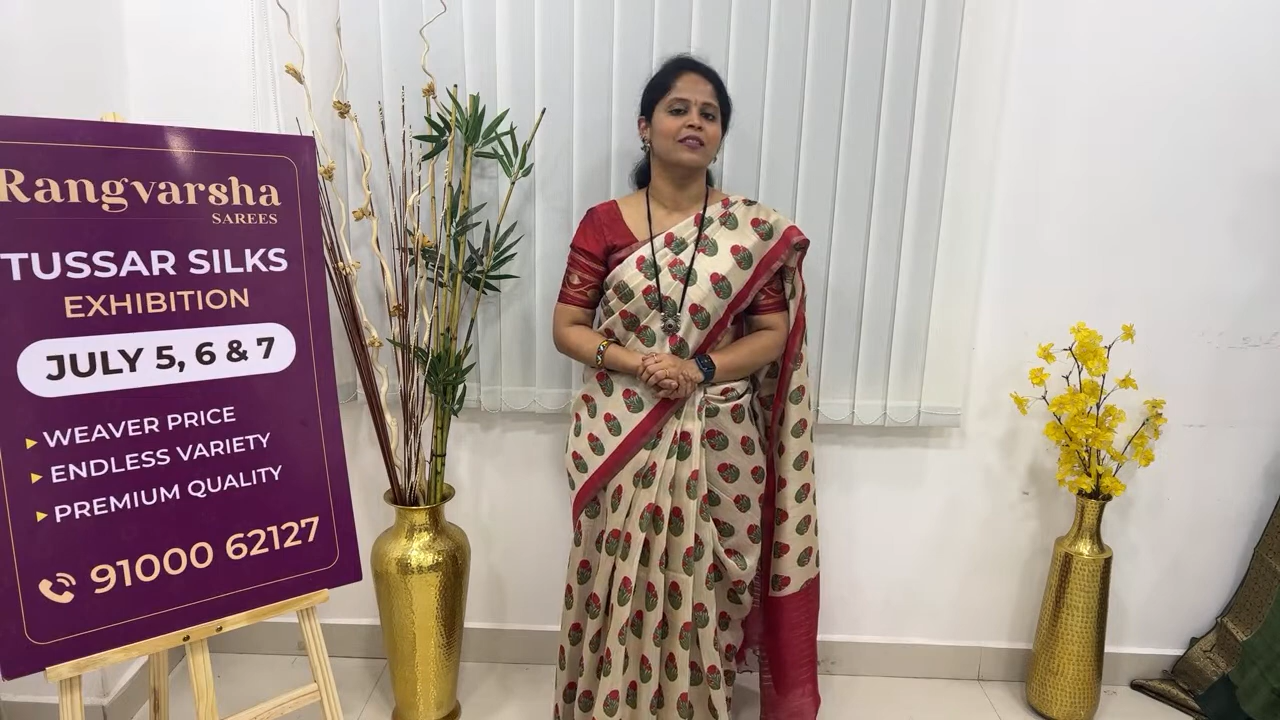 Rangvarsha
SAREES
TUSSAR SILKS
EXHIBITION
JULY 5, 6 & 7
WEAVER PRICE
ENDLESS VARIETY
PREMIUM QUALITY
91000 62127